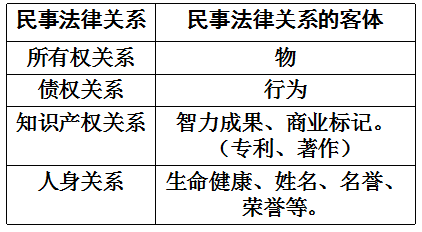 民事法律关系 民事法律关系的客体
所有权关系 物
债权关系 行为
知识产权关系 智力成果、商业标记。
（专利、著作）
人身关系 生命健康、姓名、名誉、
荣誉等。